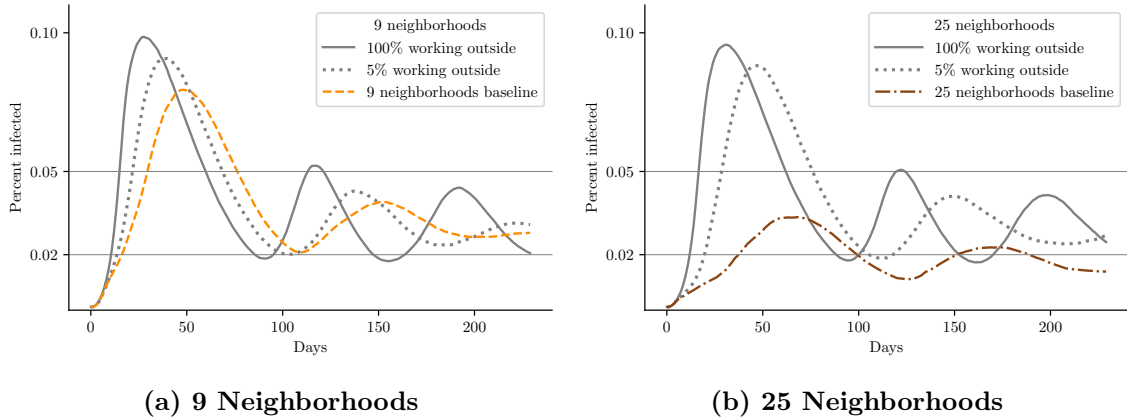 9 neighborhoods
100% working outside
5% working outside
9 neighborhoods baseline
0.10
0.05
0.02
Percent infected
0
50
100
150
200
Days
(a) 9 Neighborhoods
25 neighborhoods
100% working outside
5% working outside
25 neighborhoods baseline
0.10
0.05
0.02
Percent infected
0
50
100
150
200
Days
(b) 25 Neighborhoods